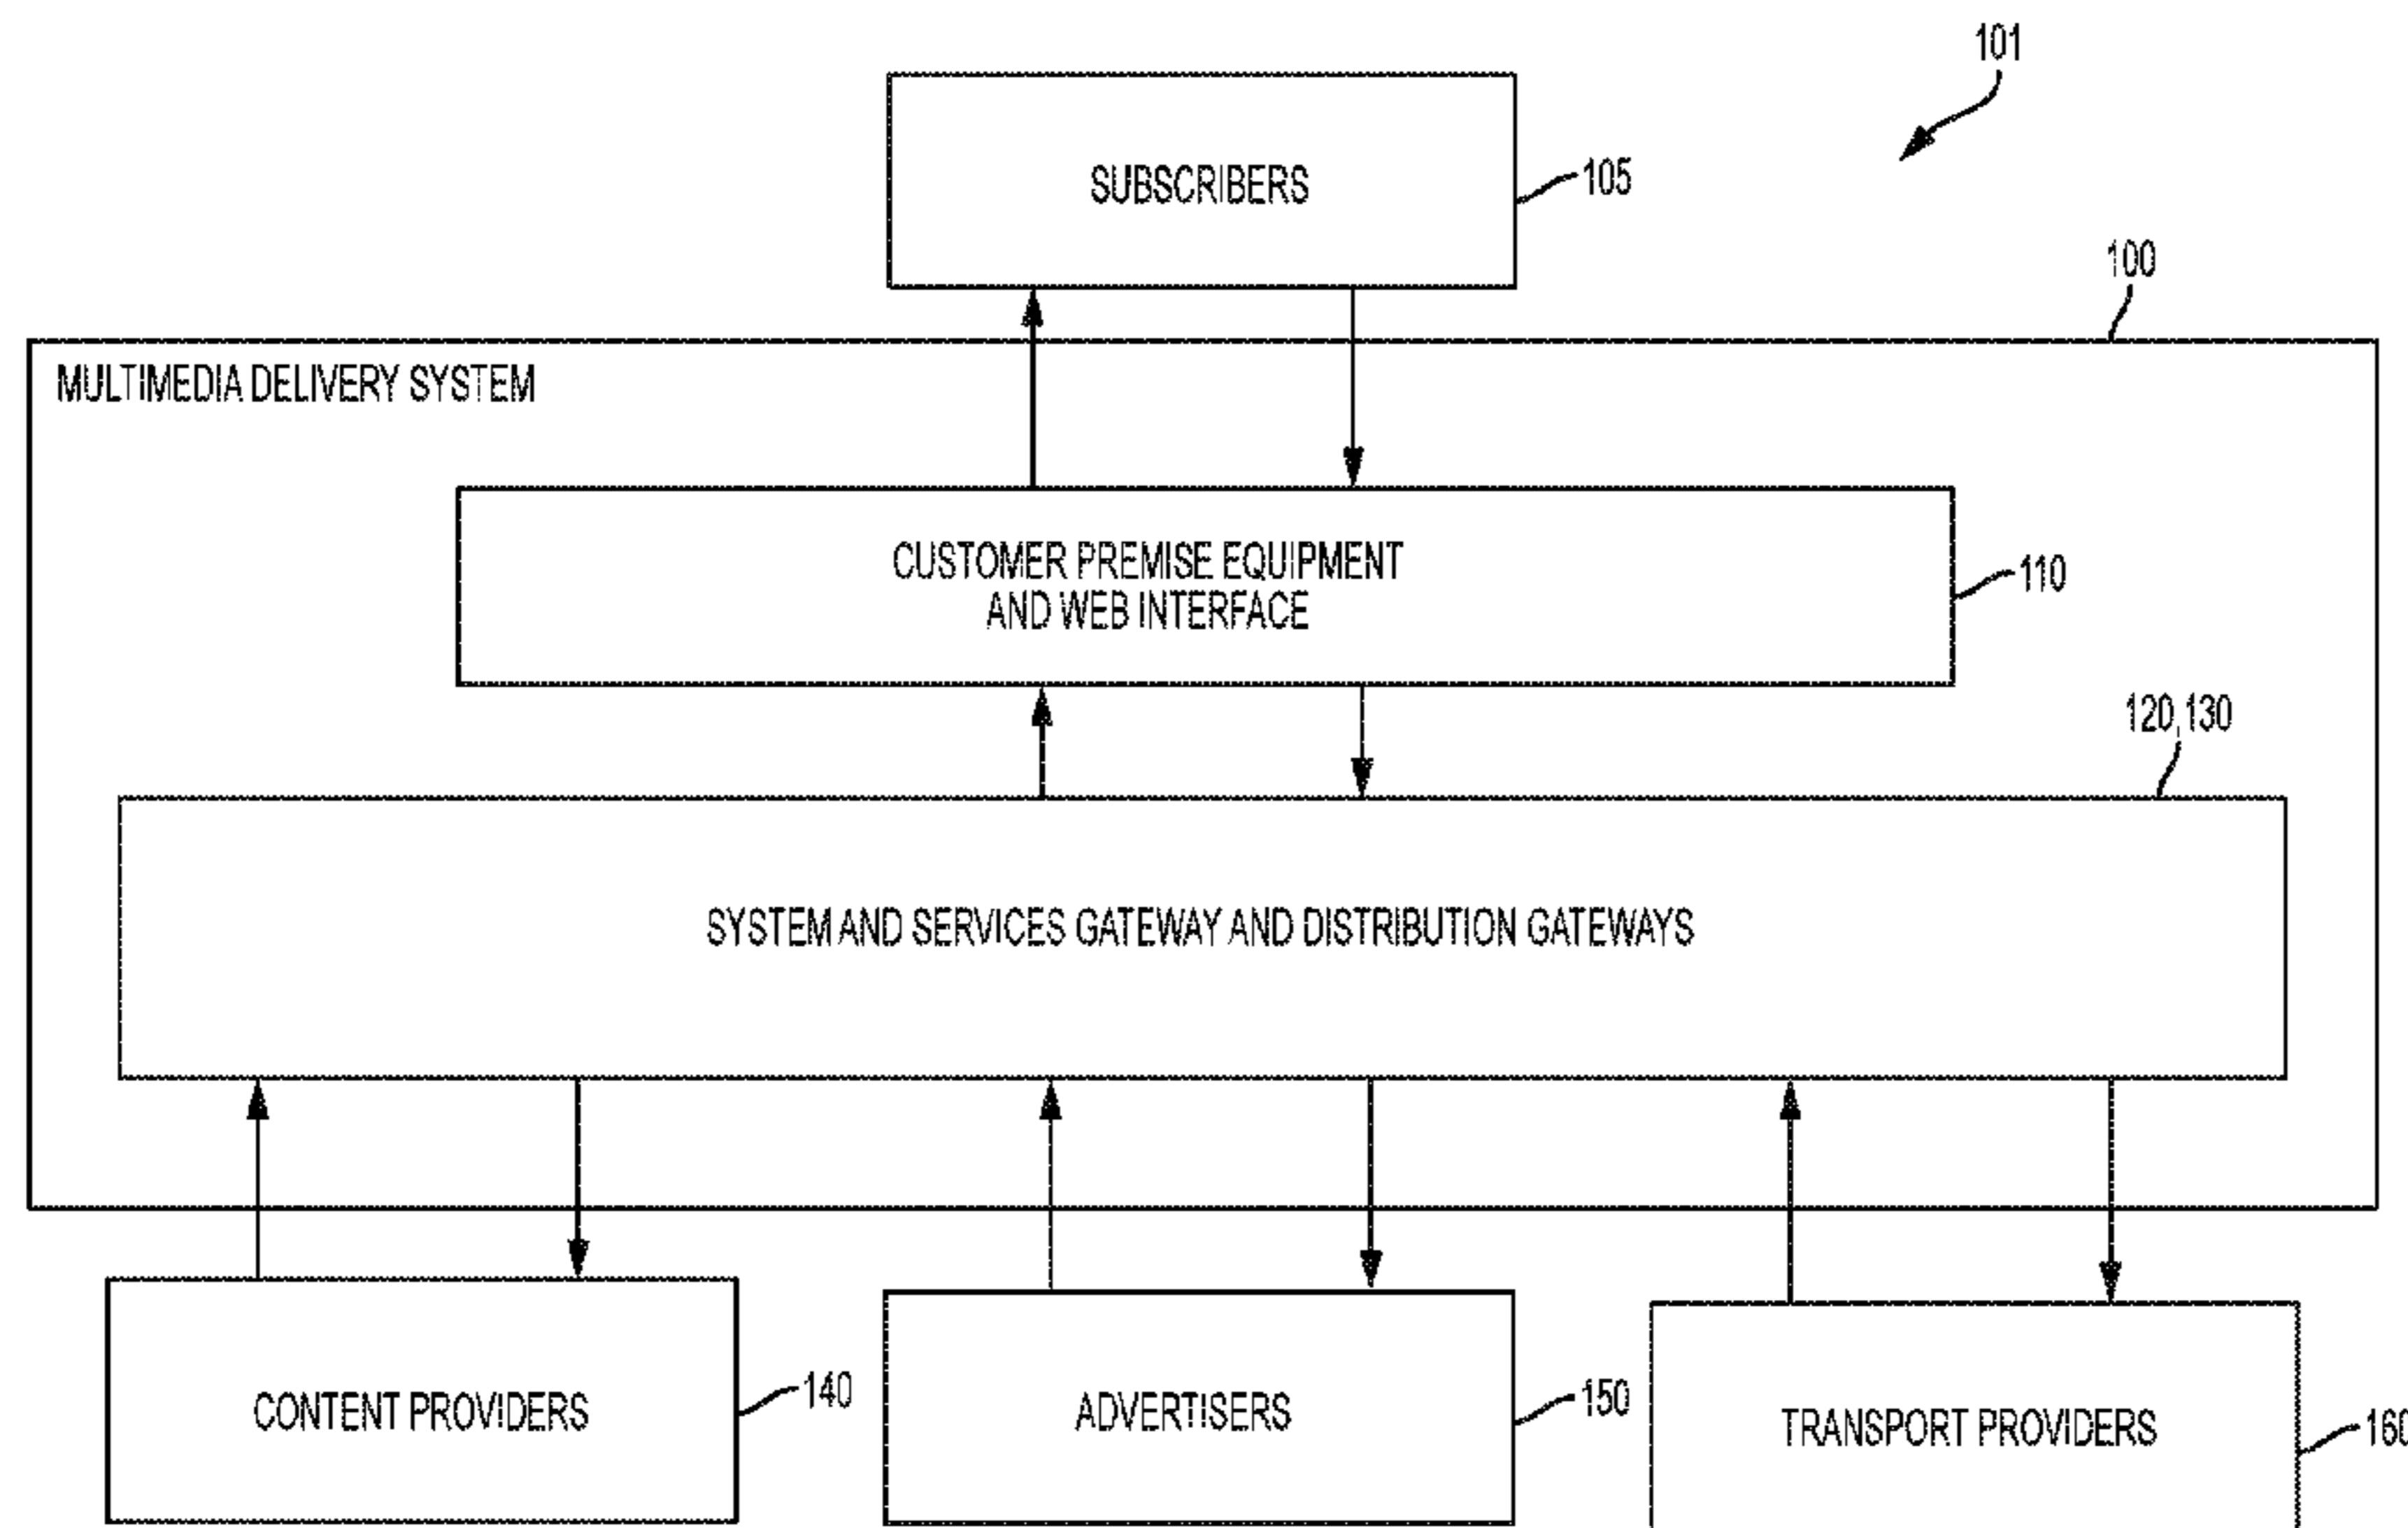 101
SUBSCRIBERS
105
100
MULTIMEDIA DELIVERY SYSTEM
CUSTOMER PREMISE EQUIPMENT
AND WEB INTERFACE
110
120,130
SYSTEM AND SERVICES GATEWAY AND DISTRIBUTION GATEWAYS
CONTENT PROVIDERS
140
ADVERTISERS
150
TRANSPORT PROVIDERS
160